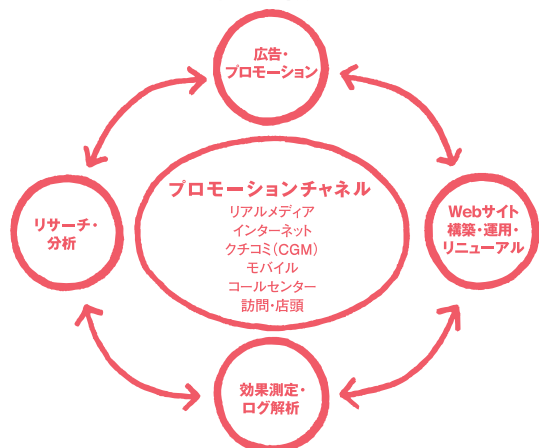 広告・
プロモーション
プロモーションチャネル
リアルメディア
インターネット
クチコミ(CGM)
モバイル
コールセンター
訪問・店頭
リサーチ・
分析
Webサイト
構築・運用・
リニューアル
効果測定・
ログ解析